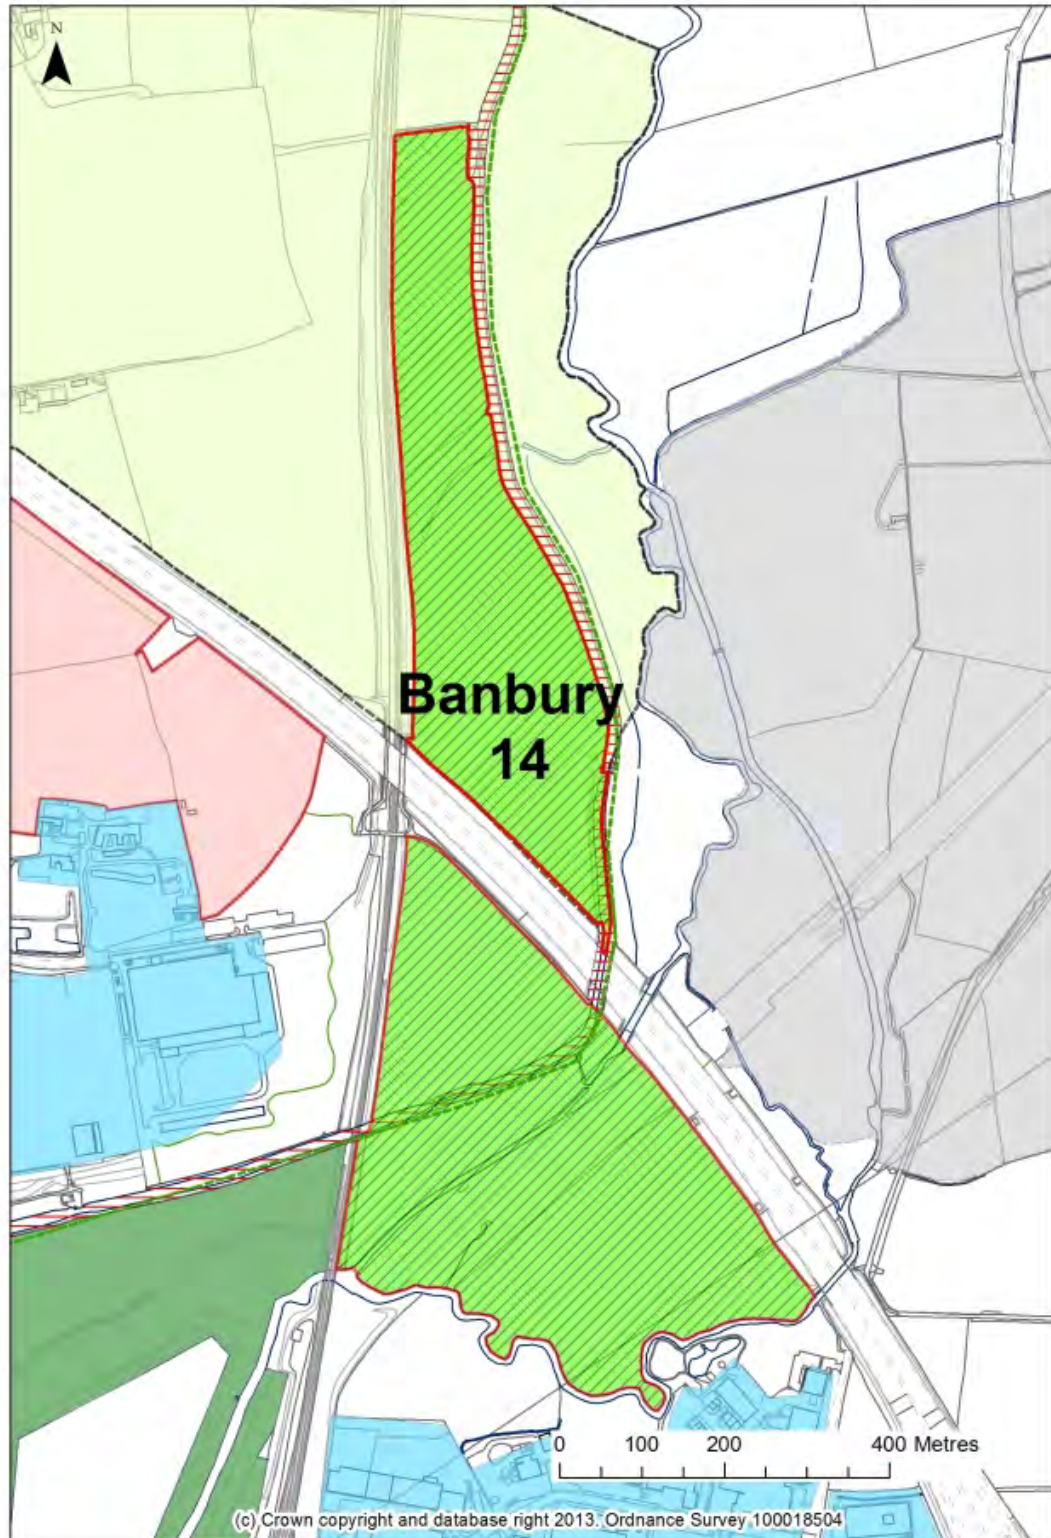 N
Banbury
14
0 100 200 400 Metres
(c) Crown copyright and database right 2013. Ordnance Survey 100018504